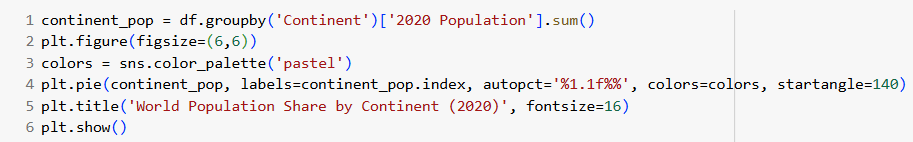 1 continent_pop = df.groupby('Continent')['2020 Population'].sum()
2 plt.figure(figsize=(6,6))
3 colors = sns.color_palette('pastel')
4 plt.pie(continent_pop, labels=continent_pop.index, autopct='%1.1f%%', colors=colors, startangle=140)
5 plt.title('World Population Share by Continent (2020)', fontsize=16)
6 plt.show()